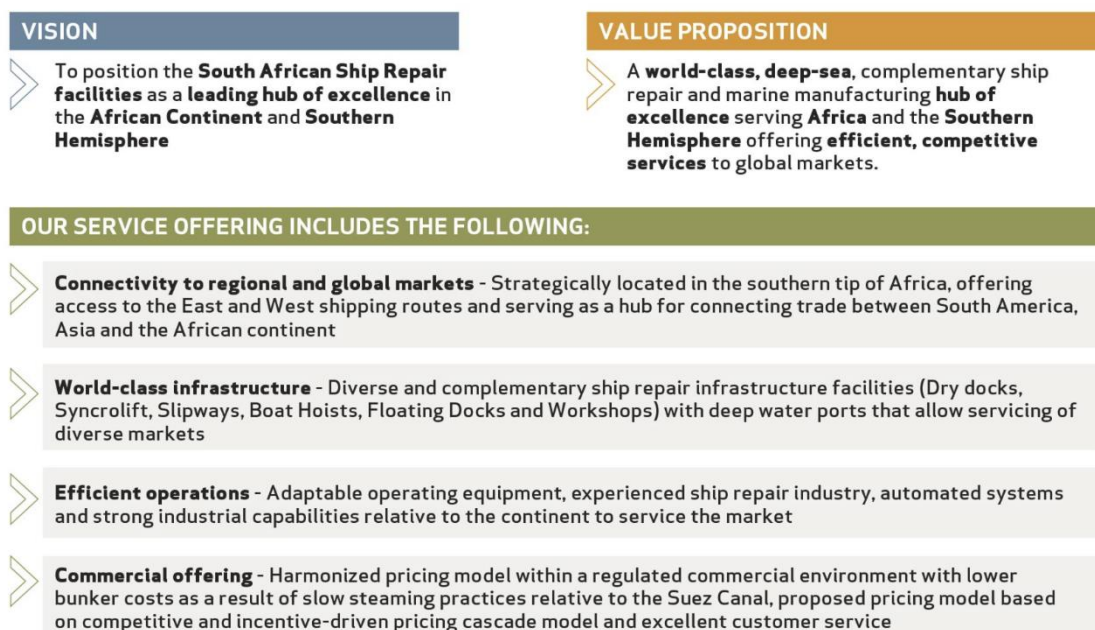 VISION
To position the South African Ship Repair
facilities as a leading hub of excellence in
the African Continent and Southern
Hemisphere
VALUE PROPOSITION
A world-class, deep-sea, complementary ship
repair and marine manufacturing hub of
excellence serving Africa and the Southern
Hemisphere offering efficient, competitive
services to global markets.
OUR SERVICE OFFERING INCLUDES THE FOLLOWING:
Connectivity to regional and global markets - Strategically located in the southern tip of Africa, offering
access to the East and West shipping routes and serving as a hub for connecting trade between South America,
Asia and the African continent
World-class infrastructure - Diverse and complementary ship repair infrastructure facilities (Dry docks,
Syncrolift, Slipways, Boat Hoists, Floating Docks and Workshops) with deep water ports that allow servicing of
diverse markets
Efficient operations - Adaptable operating equipment, experienced ship repair industry, automated systems
and strong industrial capabilities relative to the continent to service the market
Commercial offering - Harmonized pricing model within a regulated commercial environment with lower
bunker costs as a result of slow steaming practices relative to the Suez Canal, proposed pricing model based
on competitive and incentive-driven pricing cascade model and excellent customer service